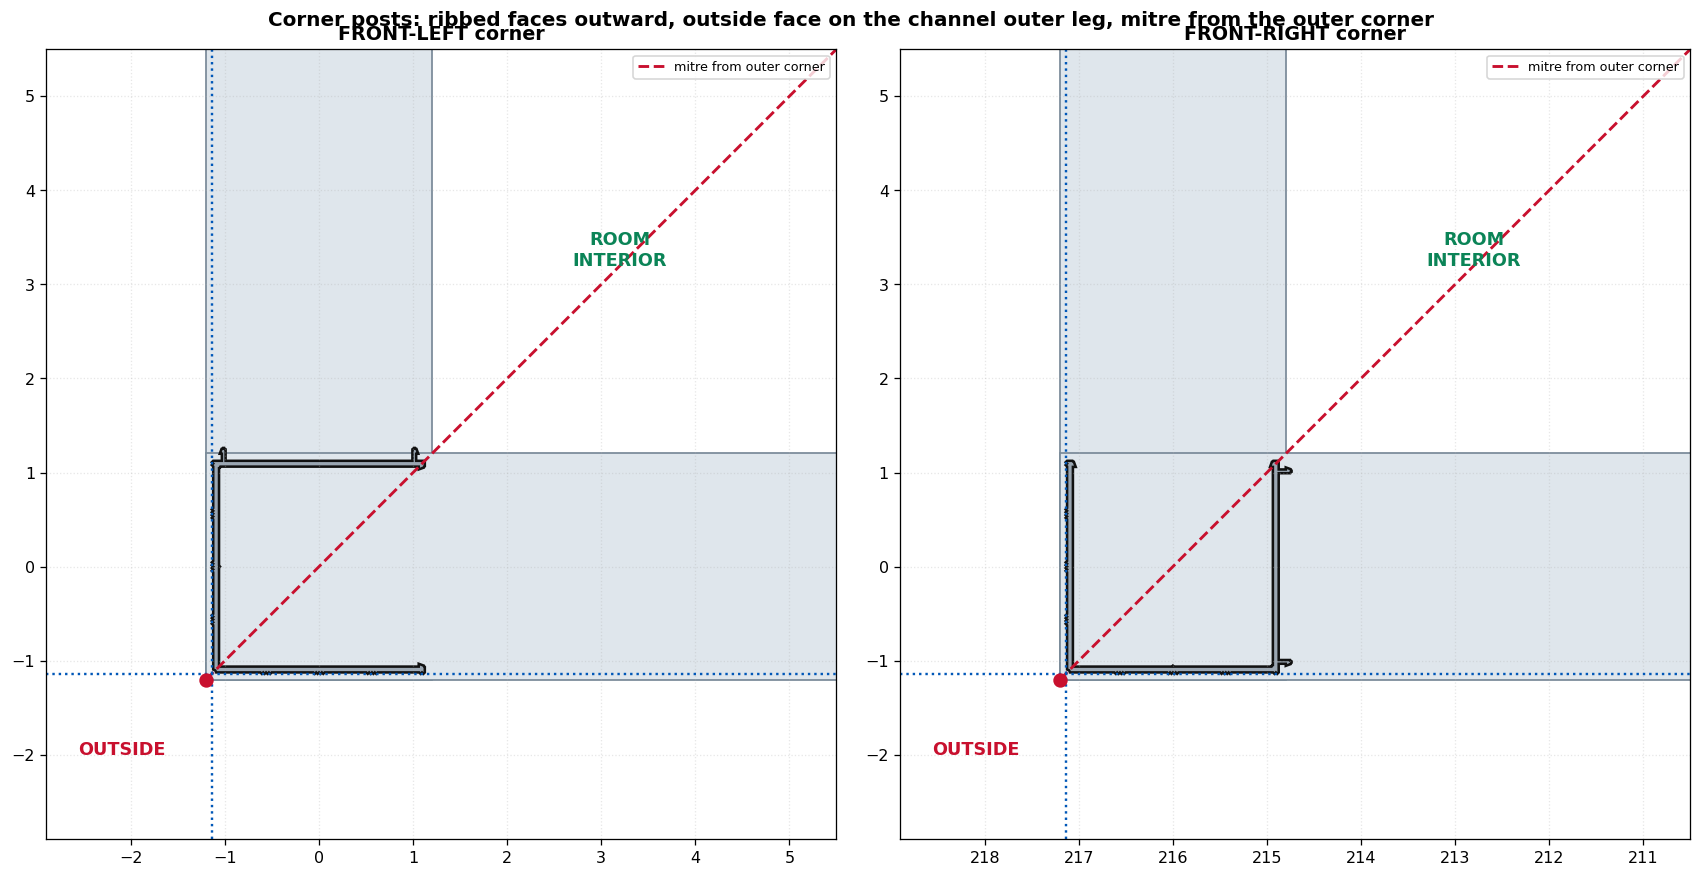 Corner posts: ribbed faces outward, outside face on the channel outer leg, mitre from the outer corner
FRONT-LEFT corner
mitre from outer corner
5
4
3
2
1
0
−1
−2
ROOM
INTERIOR
OUTSIDE
−2
−1
0
1
2
3
4
5
FRONT-RIGHT corner
mitre from outer corner
5
4
3
2
1
0
−1
−2
ROOM
INTERIOR
OUTSIDE
218
217
216
215
214
213
212
211